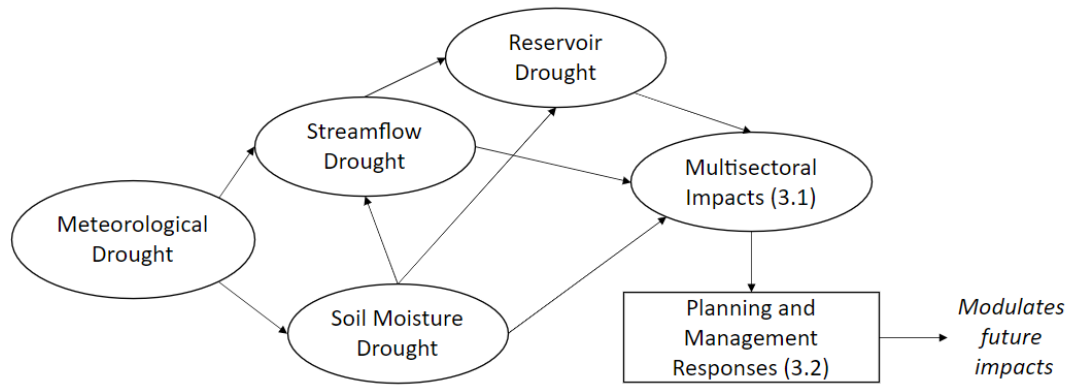 Reservoir
Drought
Streamflow
Drought
Multisectoral
Impacts (3.1)
Meteorological
Drought
Soil Moisture
Drought
Planning and
Management
Responses (3.2)
Modulates
future
impacts